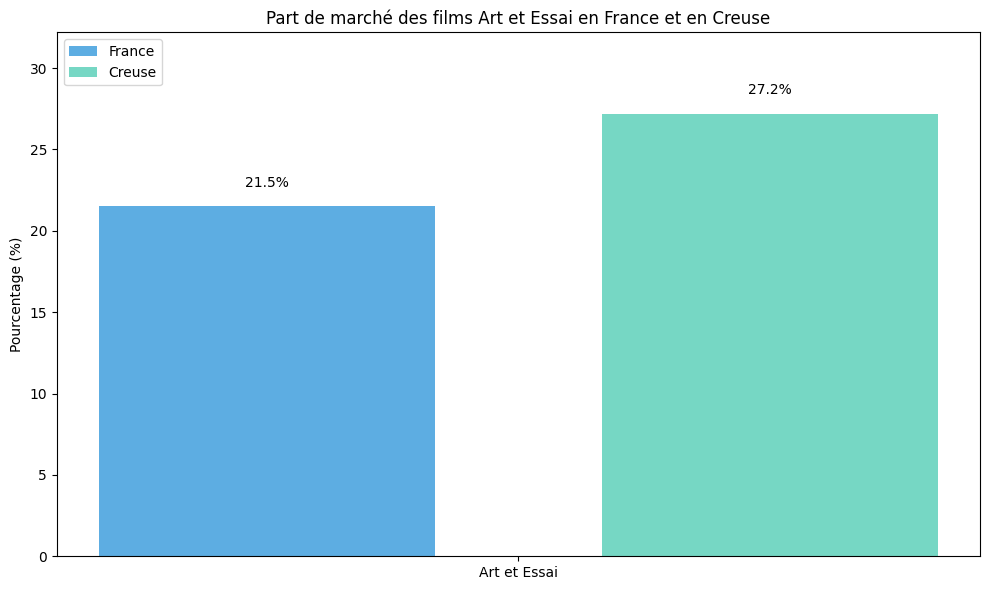 Part de marché des films Art et Essai en France et en Creuse
France
Creuse
Pourcentage (%)
30
25
20
15
10
5
0
21.5%
27.2%
Art et Essai